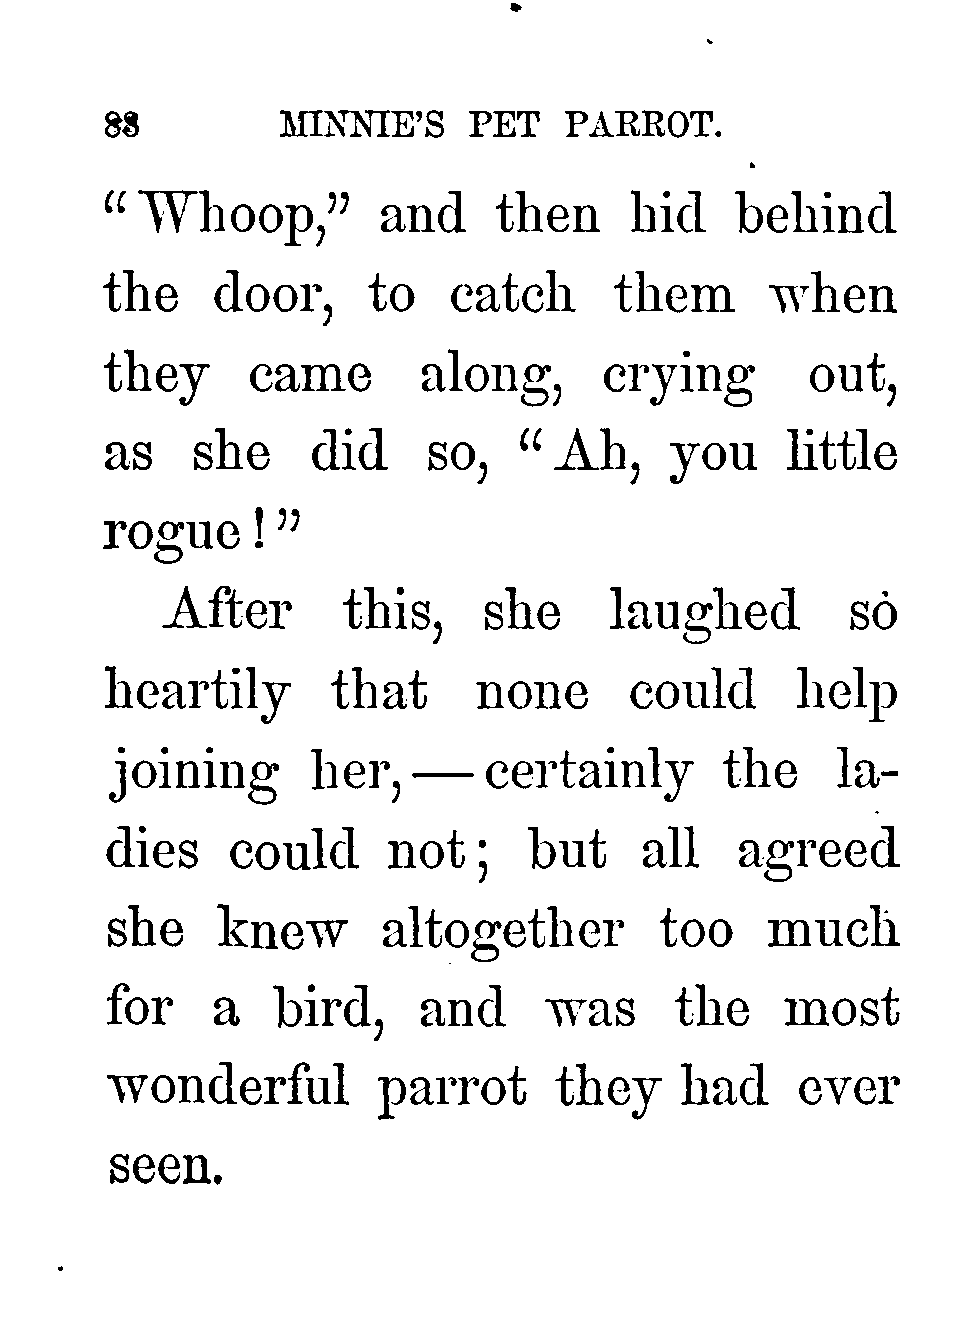 88 MINNIE'S PET PARROT.
“Whoop,” and then hid behind
the door, to catch them when
they came along, crying out,
as she did so, “Ah, you little
rogue!”
After this, she laughed so
heartily that none could help
joining her,—certainly the la-
dies could not; but all agreed
she knew altogether too much
for a bird, and was the most
wonderful parrot they had ever
seen.